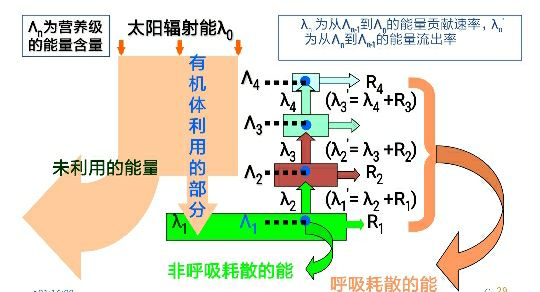 Λn为营养级
的能量含量
太阳辐射能λ0
λn为从Λn-1到Λn的能量贡献速率，λn'
为从Λn到Λn-1的能量流出率
有机体利用的部分
未利用的能量
Λ4
R4
λ4
(λ3'= λ4 +R3)
Λ3
λ3
(λ2'= λ3 +R2)
Λ2
R2
λ2
(λ1'= λ2 +R1)
λ1
Λ1
R1
非呼吸耗散的能
呼吸耗散的能
29